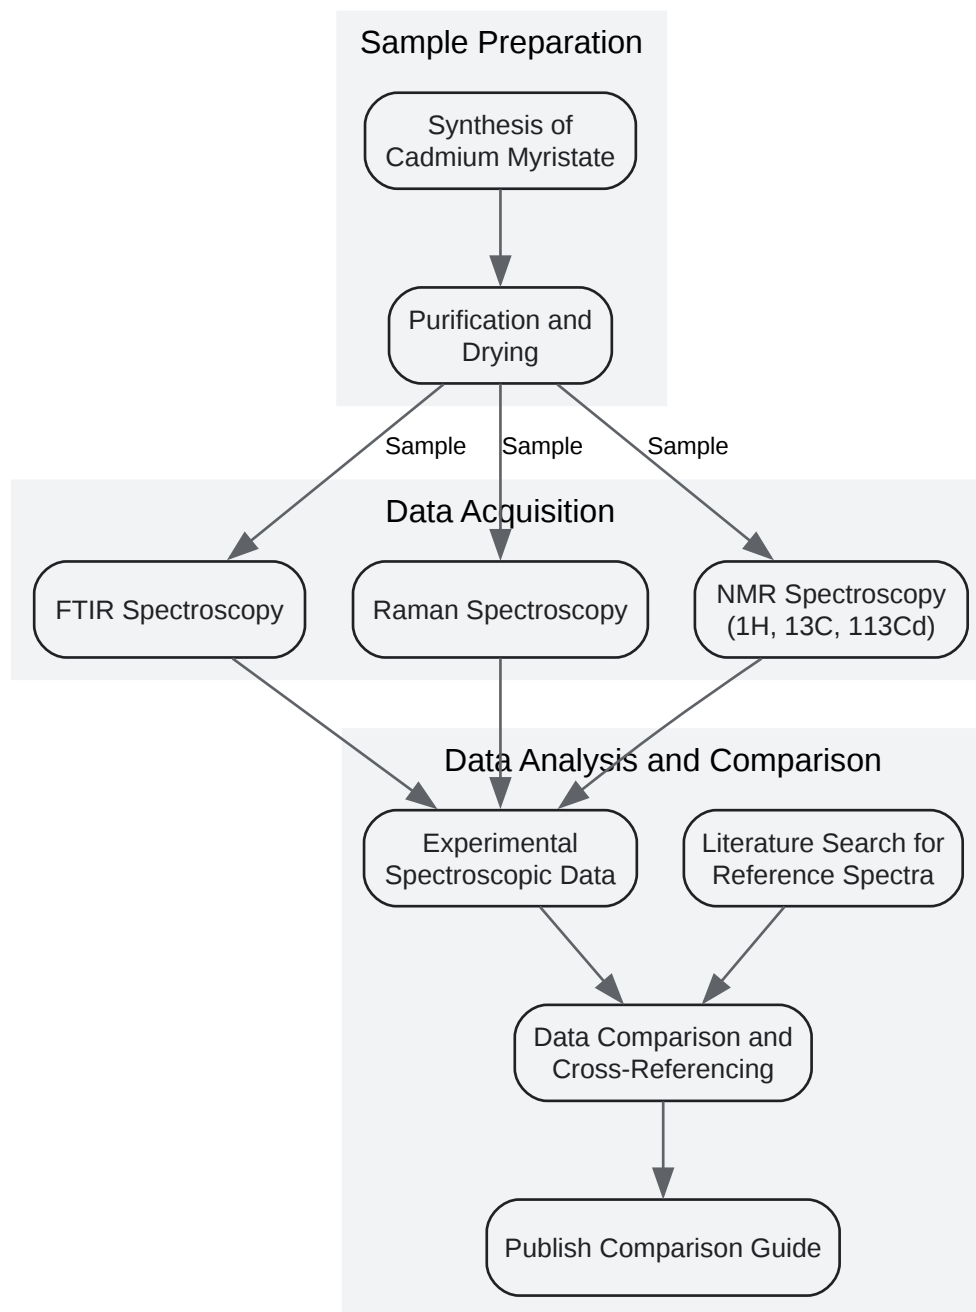 Sample Preparation
Synthesis of
Cadmium Myristate
Purification and
Drying
Sample
Sample
Sample
Data Acquisition
FTIR Spectroscopy
Raman Spectroscopy
NMR Spectroscopy
(1H, 13C, 113Cd)
Data Analysis and Comparison
Experimental
Spectroscopic Data
Literature Search for
Reference Spectra
Data Comparison and
Cross-Referencing
Publish Comparison Guide